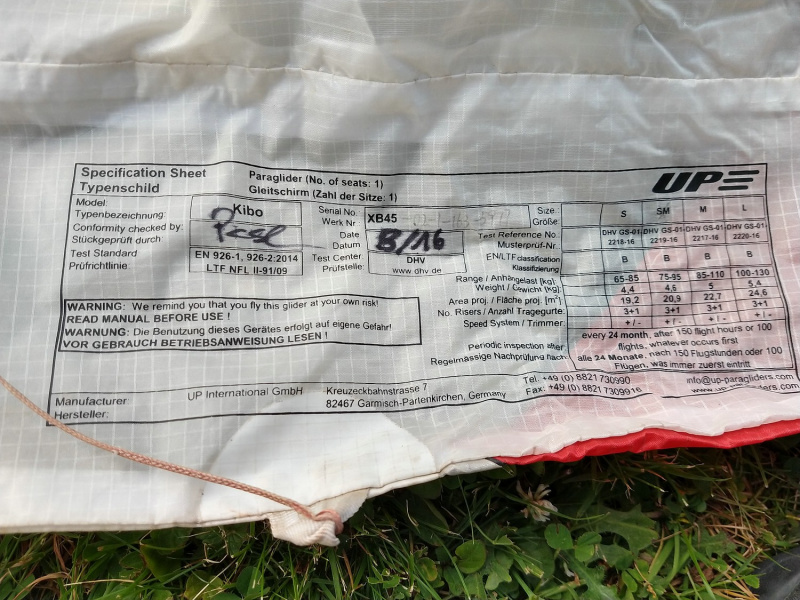 Specification Sheet Paraglider (No. of seats: 1)
Typenschild Gleitschirm (Zahl der Sitze: 1)
UP
Model: Kibo
Typenbezeichnung:
Conformity checked by:
Stückgeprüft durch:
Test Standard EN 926-1, 926-2:2014
Prüfrichtlinie: LTF NFL II-91/09
Serial No. XB45
Werk Nr.
Date 8/16
Datum
Test Center: DHV
Prüfstelle: www.dhv.de
Size: S SM M L
Größe:
Test Reference No.: DHV GS-01- DHV GS-01 DHV GS-01 DHV GS-01
Musterprüf-Nr.: 2218-16 2219-16 2217-16 2220-16
EN/LTF classification B B B B
Klassifizierung
Range / Anhängelast [kg]: 65-85 75-95 85-110 100-130
Weight / Gewicht [kg]: 4,4 4,6 5 5,4
Area proj. / Fläche proj. [m²]: 19,2 20,9 22,7 24,6
No. Risers / Anzahl Tragegurte: 3+1 3+1 3+1 3+1
Speed System / Trimmer: + / - + / - + / - + / -
WARNING: We remind you that you fly this glider at your own risk!
READ MANUAL BEFORE USE !
WARNUNG: Die Benutzung dieses Gerätes erfolgt auf eigene Gefahr!
VOR GEBRAUCH BETRIEBSANWEISUNG LESEN !
Periodic inspection after: every 24 month, after 150 flight hours or 100
flights, whatever occurs first
Regelmässige Nachprüfung nach: alle 24 Monate, nach 150 Flugstunden oder 100
Flügen, was immer zuerst eintritt
Manufacturer: UP International GmbH Kreuzeckbahnstrasse 7 Tel. +49 (0) 8821 730990 info@up-paragliders.com
Hersteller: 82467 Garmisch-Partenkirchen, Germany Fax: +49 (0) 8821 7309916